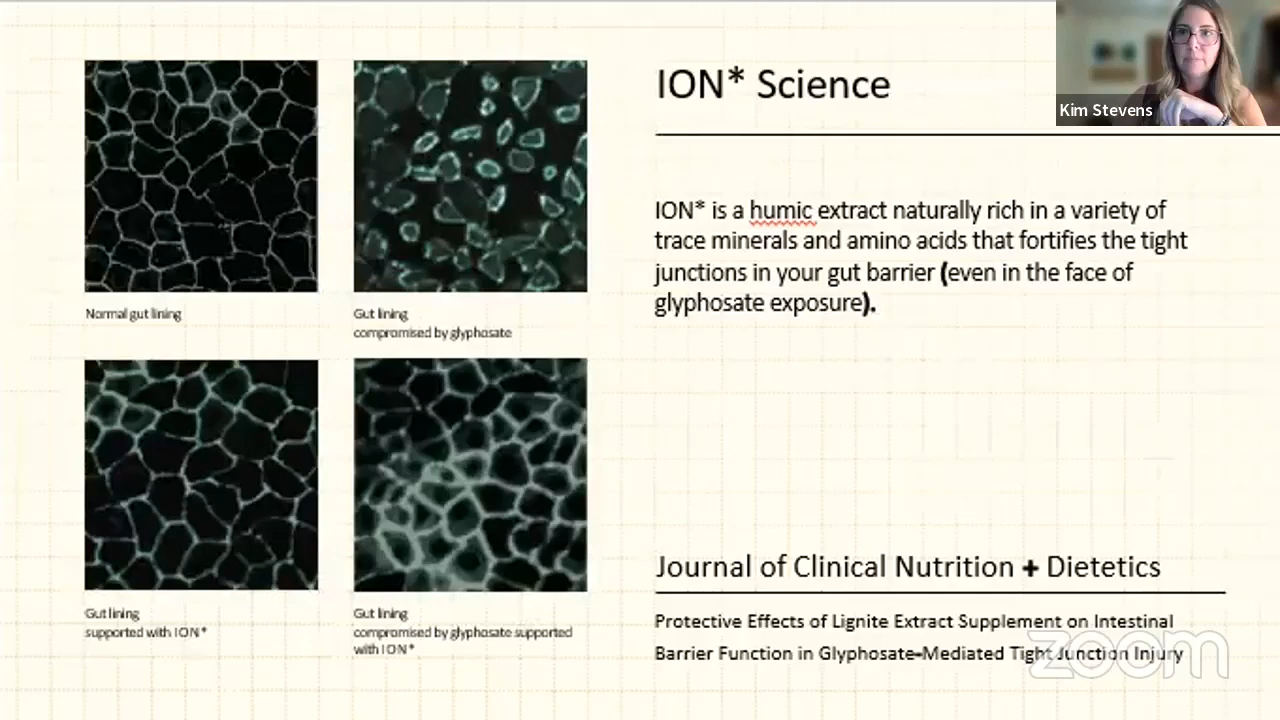 ION* Science
Kim Stevens
ION* is a humic extract naturally rich in a variety of
trace minerals and amino acids that fortifies the tight
junctions in your gut barrier (even in the face of
glyphosate exposure).
Normal gut lining
Gut lining
compromised by glyphosate
Gut lining
supported with ION*
Gut lining
compromised by glyphosate supported
with ION*
Journal of Clinical Nutrition + Dietetics
Protective Effects of Lignite Extract Supplement on Intestinal
Barrier Function in Glyphosate-Mediated Tight Junction Injury
zoom